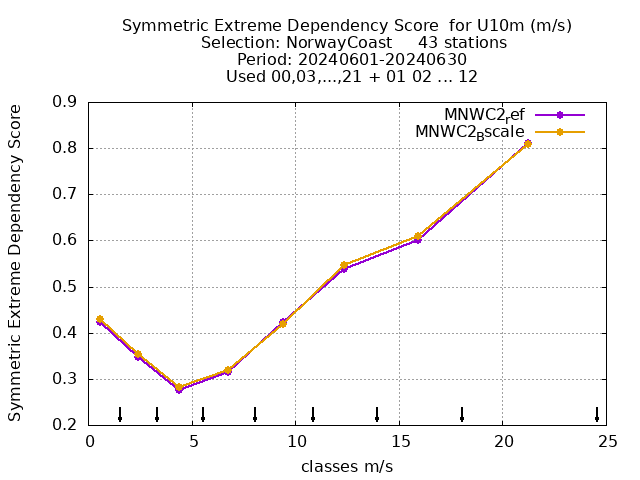 Symmetric Extreme Dependency Score for U10m (m/s)
Selection: NorwayCoast 43 stations
Period: 20240601-20240630
Used 00,03,...,21 + 01 02 ... 12
MNWC2ref
MNWC2Bscale
Symmetric Extreme Dependency Score
0.9
0.8
0.7
0.6
0.5
0.4
0.3
0.2
0 5 10 15 20 25
classes m/s